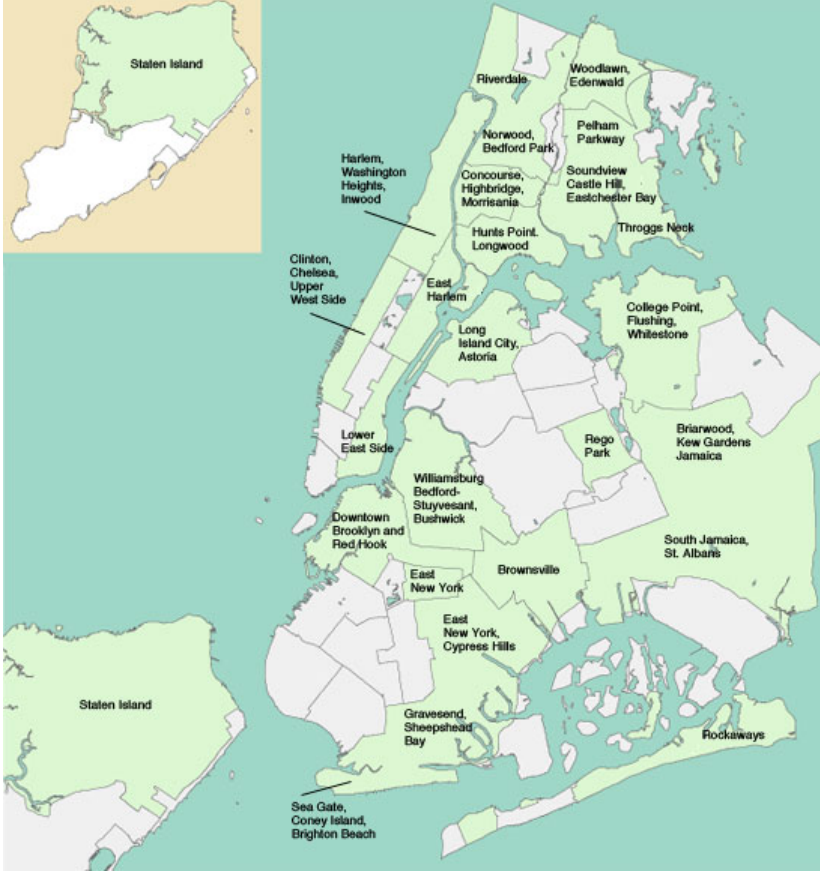 Staten Island
Riverdale
Woodlawn,
Edenwald
Norwood,
Bedford Park
Pelham
Parkway
Harlem,
Washington
Heights,
Inwood
Concourse,
Highbridge,
Morrisania
Soundview
Castle Hill,
Eastchester Bay
Hunts Point.
Longwood
Throggs Neck
Clinton,
Chelsea,
Upper
West Side
East
Harlem
Long
Island City,
Astoria
College Point,
Flushing,
Whitestone
Lower
East Side
Rego
Park
Briarwood,
Kew Gardens
Jamaica
Williamsburg
Bedford-
Stuyvesant,
Bushwick
Downtown
Brooklyn and
Red Hook
South Jamaica,
St. Albans
East
New York
Brownsville
East
New York,
Cypress Hills
Staten Island
Gravesend,
Sheepshead
Bay
Rockaways
Sea Gate,
Coney Island,
Brighton Beach